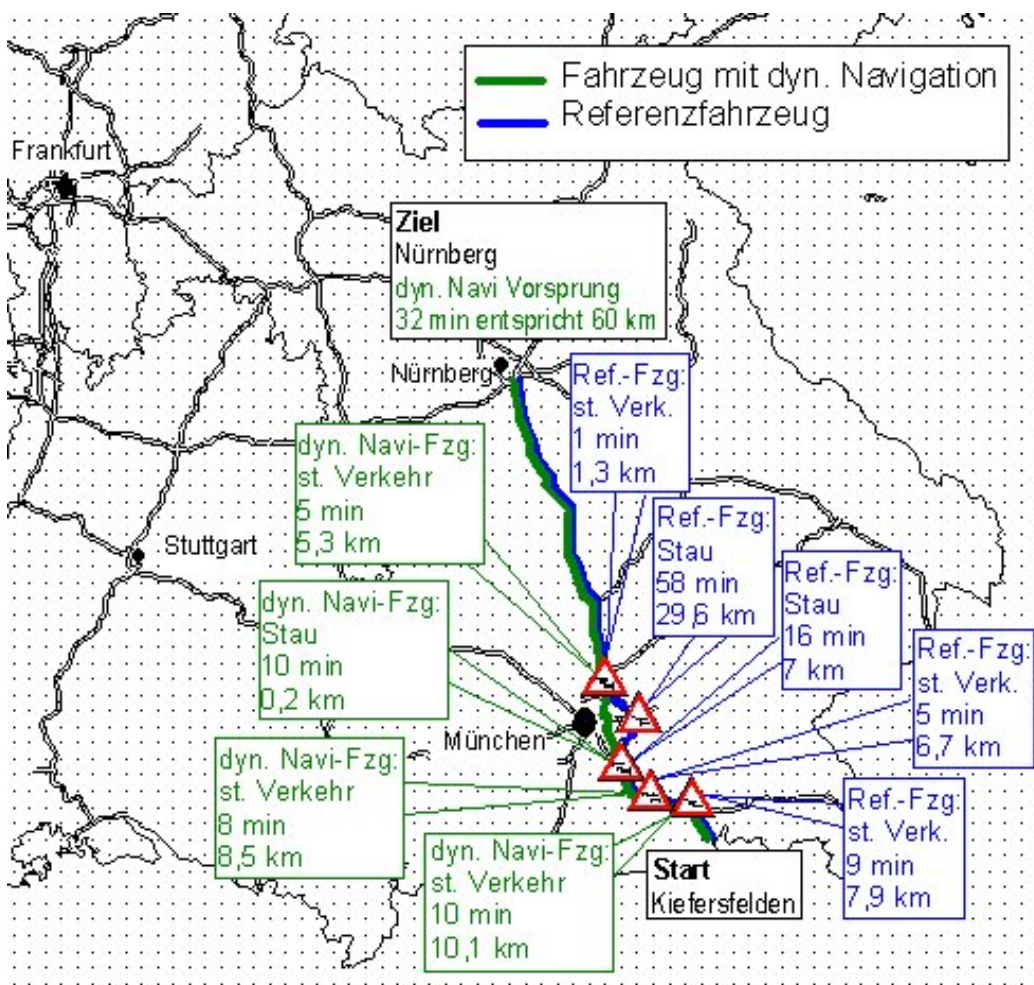 Fahrzeug mit dyn. Navigation
Referenzfahrzeug
Frankfurt
Ziel
Nürnberg
dyn. Navi Vorsprung
32 min entspricht 60 km
Nürnberg
Ref.-Fzg:
st. Verk.
1 min
1,3 km
dyn. Navi-Fzg:
st. Verkehr
5 min
5,3 km
Ref.-Fzg:
Stau
58 min
29,6 km
Stuttgart
Ref.-Fzg:
Stau
16 min
7 km
dyn. Navi-Fzg:
Stau
10 min
0,2 km
Ref.-Fzg:
st. Verk.
5 min
6,7 km
München
dyn. Navi-Fzg:
st. Verkehr
8 min
8,5 km
Ref.-Fzg:
st. Verk.
9 min
7,9 km
dyn. Navi-Fzg:
st. Verkehr
10 min
10,1 km
Start
Kiefersfelden